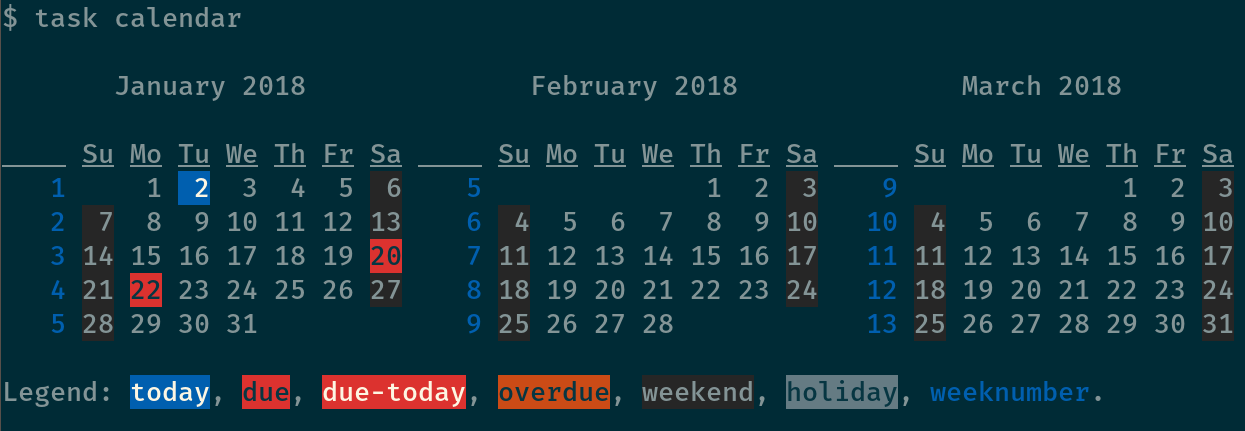 $ task calendar
January 2018 February 2018 March 2018
Su Mo Tu We Th Fr Sa Su Mo Tu We Th Fr Sa Su Mo Tu We Th Fr Sa
1 1 2 3 4 5 6 5 1 2 3 9 1 2 3
2 7 8 9 10 11 12 13 6 4 5 6 7 8 9 10 10 4 5 6 7 8 9 10
3 14 15 16 17 18 19 20 7 11 12 13 14 15 16 17 11 11 12 13 14 15 16 17
4 21 22 23 24 25 26 27 8 18 19 20 21 22 23 24 12 18 19 20 21 22 23 24
5 28 29 30 31 9 25 26 27 28 13 25 26 27 28 29 30 31
Legend: today, due, due-today, overdue, weekend, holiday, weeknumber.